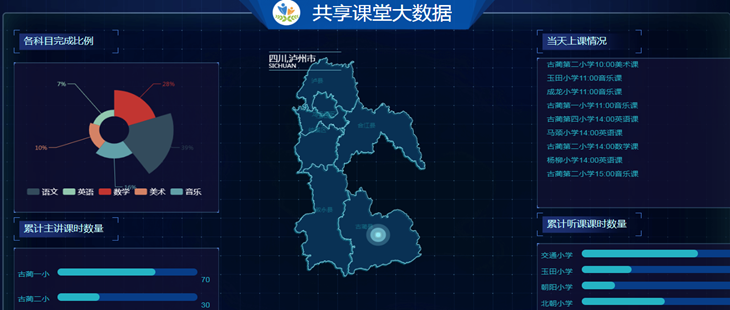 共享课堂大数据
各科目完成比例
7%
28%
39%
10%
16%
语文 英语 数学 美术 音乐
累计主讲课时数量
古蔺一小
70
古蔺二小
30
四川泸州市
SICHUAN
泸县
合江县
叙永县
当天上课情况
古蔺第二小学10:00美术课
玉田小学11:00音乐课
成龙小学11:00音乐课
古蔺第一小学11:00音乐课
古蔺第四小学14:00英语课
马蹄小学14:00英语课
古蔺第二小学14:00数学课
杨柳小学14:00英语课
古蔺第二小学15:00音乐课
累计听课课时数量
交通小学
玉田小学
朝阳小学
北朝小学